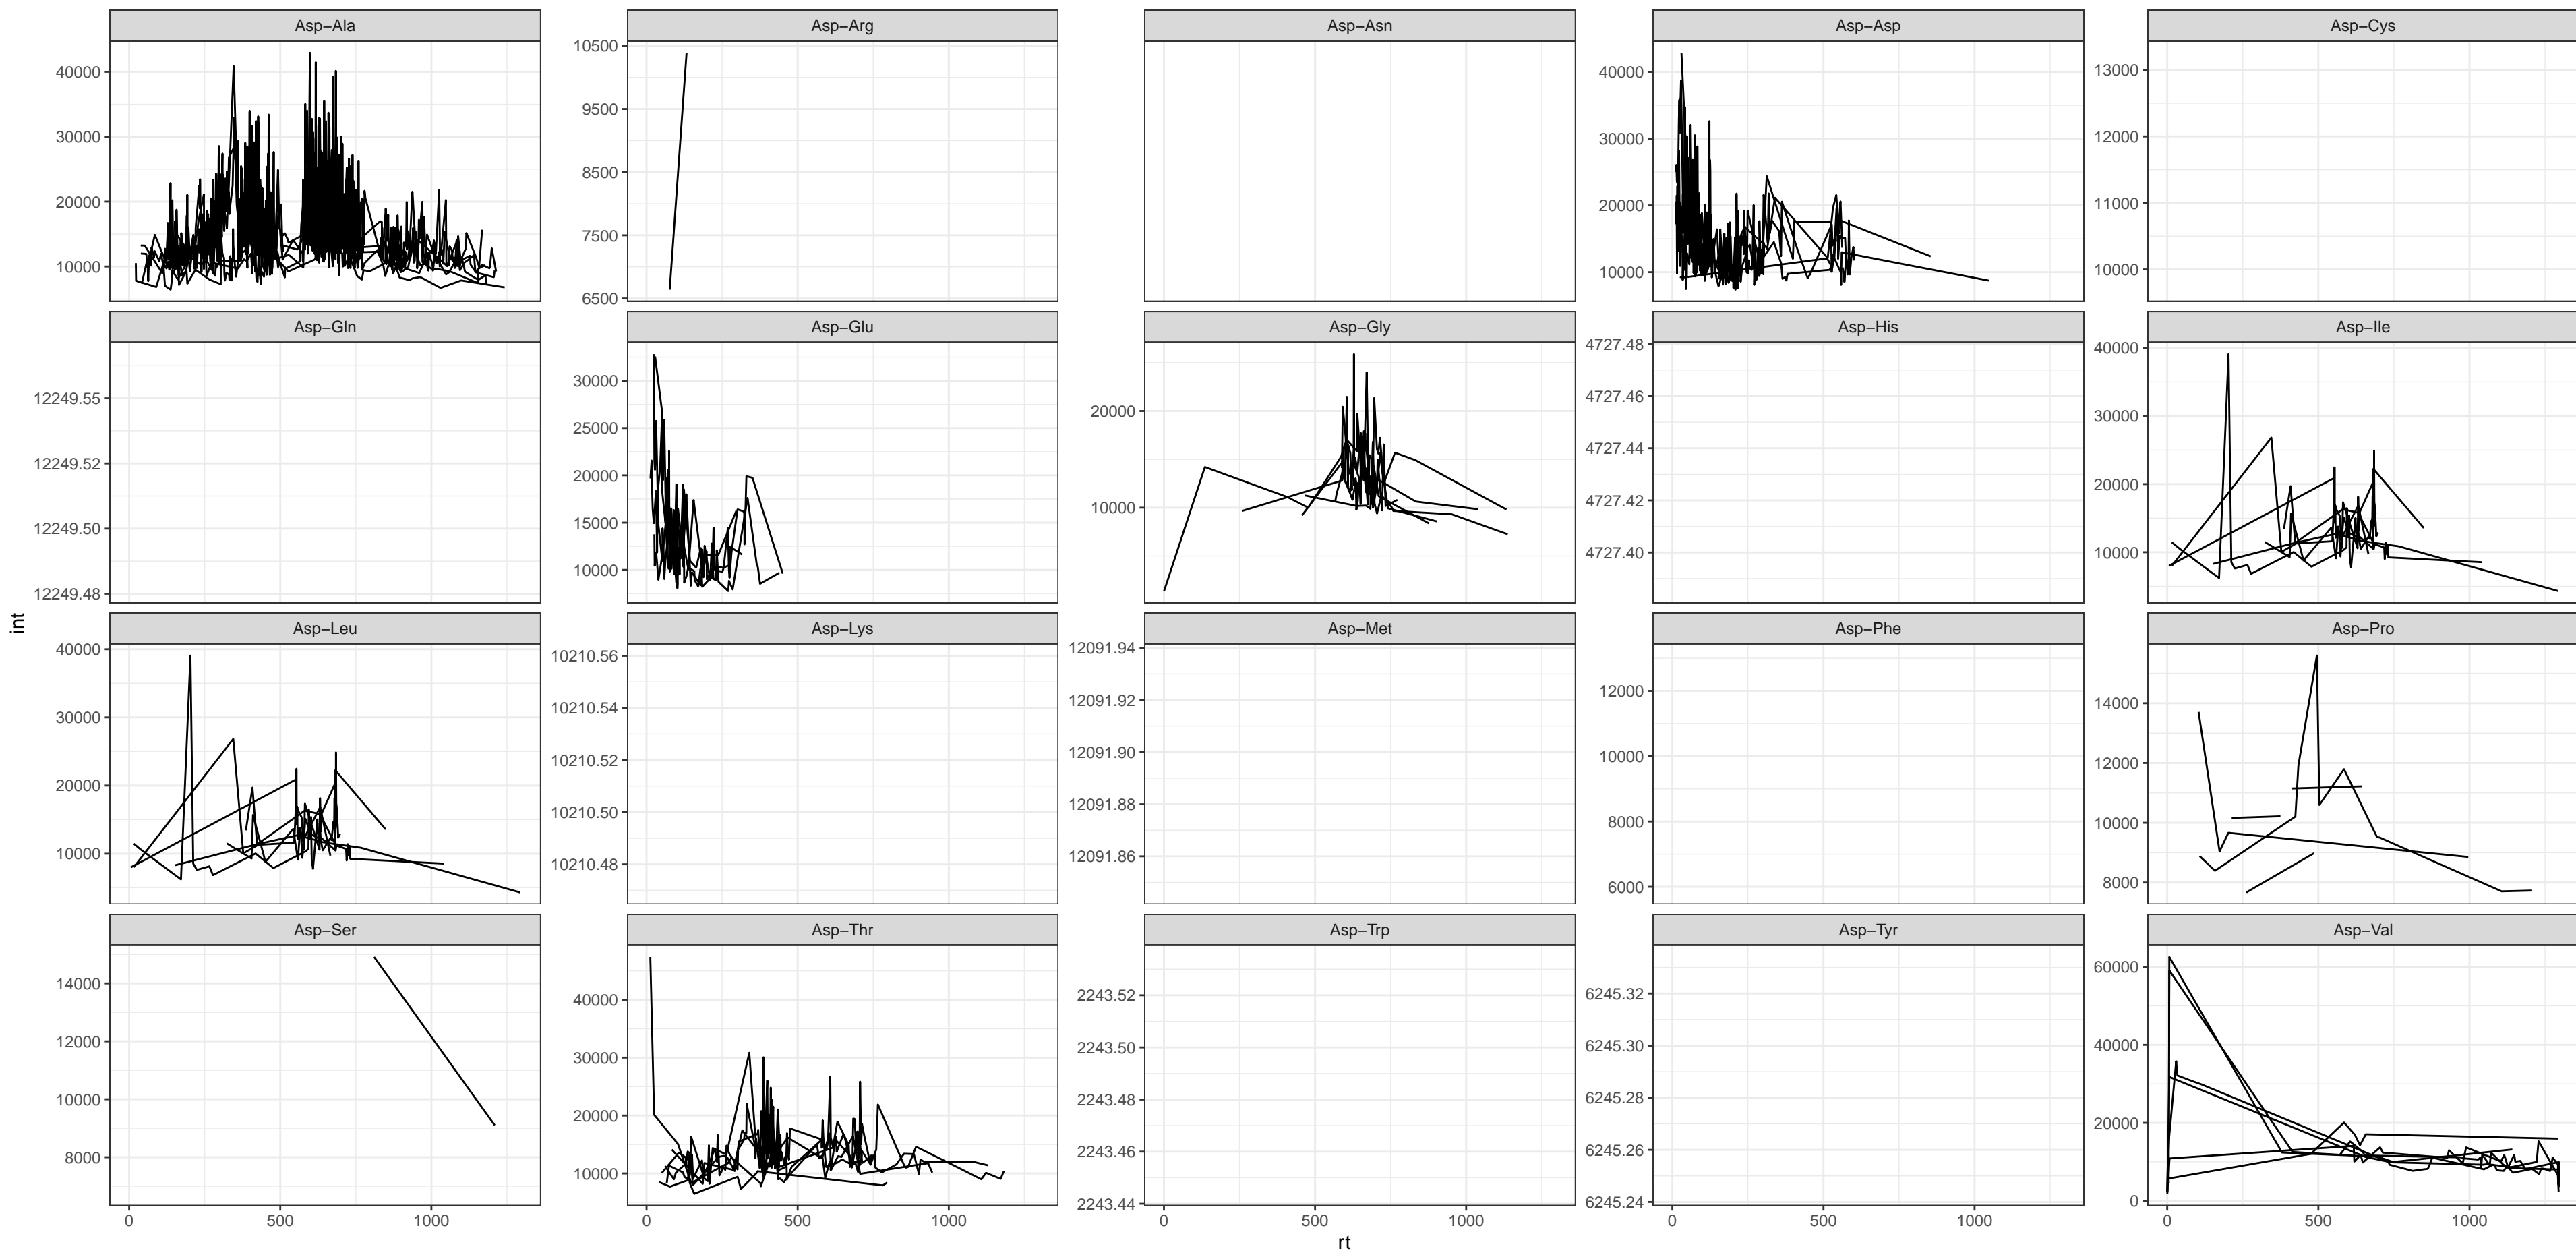 Asp−Ala Asp−Arg Asp−Asn Asp−Asp Asp−Cys
40000 30000 20000 10000
10500 9500 8500 7500 6500
40000 30000 20000 10000
13000 12000 11000 10000
Asp−Gln Asp−Glu Asp−Gly Asp−His Asp−Ile
12249.55 12249.52 12249.50 12249.48
30000 25000 20000 15000 10000
20000 10000
4727.48 4727.46 4727.44 4727.42 4727.40
40000 30000 20000 10000
int
Asp−Leu Asp−Lys Asp−Met Asp−Phe Asp−Pro
40000 30000 20000 10000
10210.56 10210.54 10210.52 10210.50 10210.48
12091.94 12091.92 12091.90 12091.88 12091.86
12000 10000 8000 6000
14000 12000 10000 8000
Asp−Ser Asp−Thr Asp−Trp Asp−Tyr Asp−Val
14000 12000 10000 8000
40000 30000 20000 10000
2243.52 2243.50 2243.48 2243.46 2243.44
6245.32 6245.30 6245.28 6245.26 6245.24
60000 40000 20000 0
0 500 1000 0 500 1000 0 500 1000 0 500 1000 0 500 1000
rt